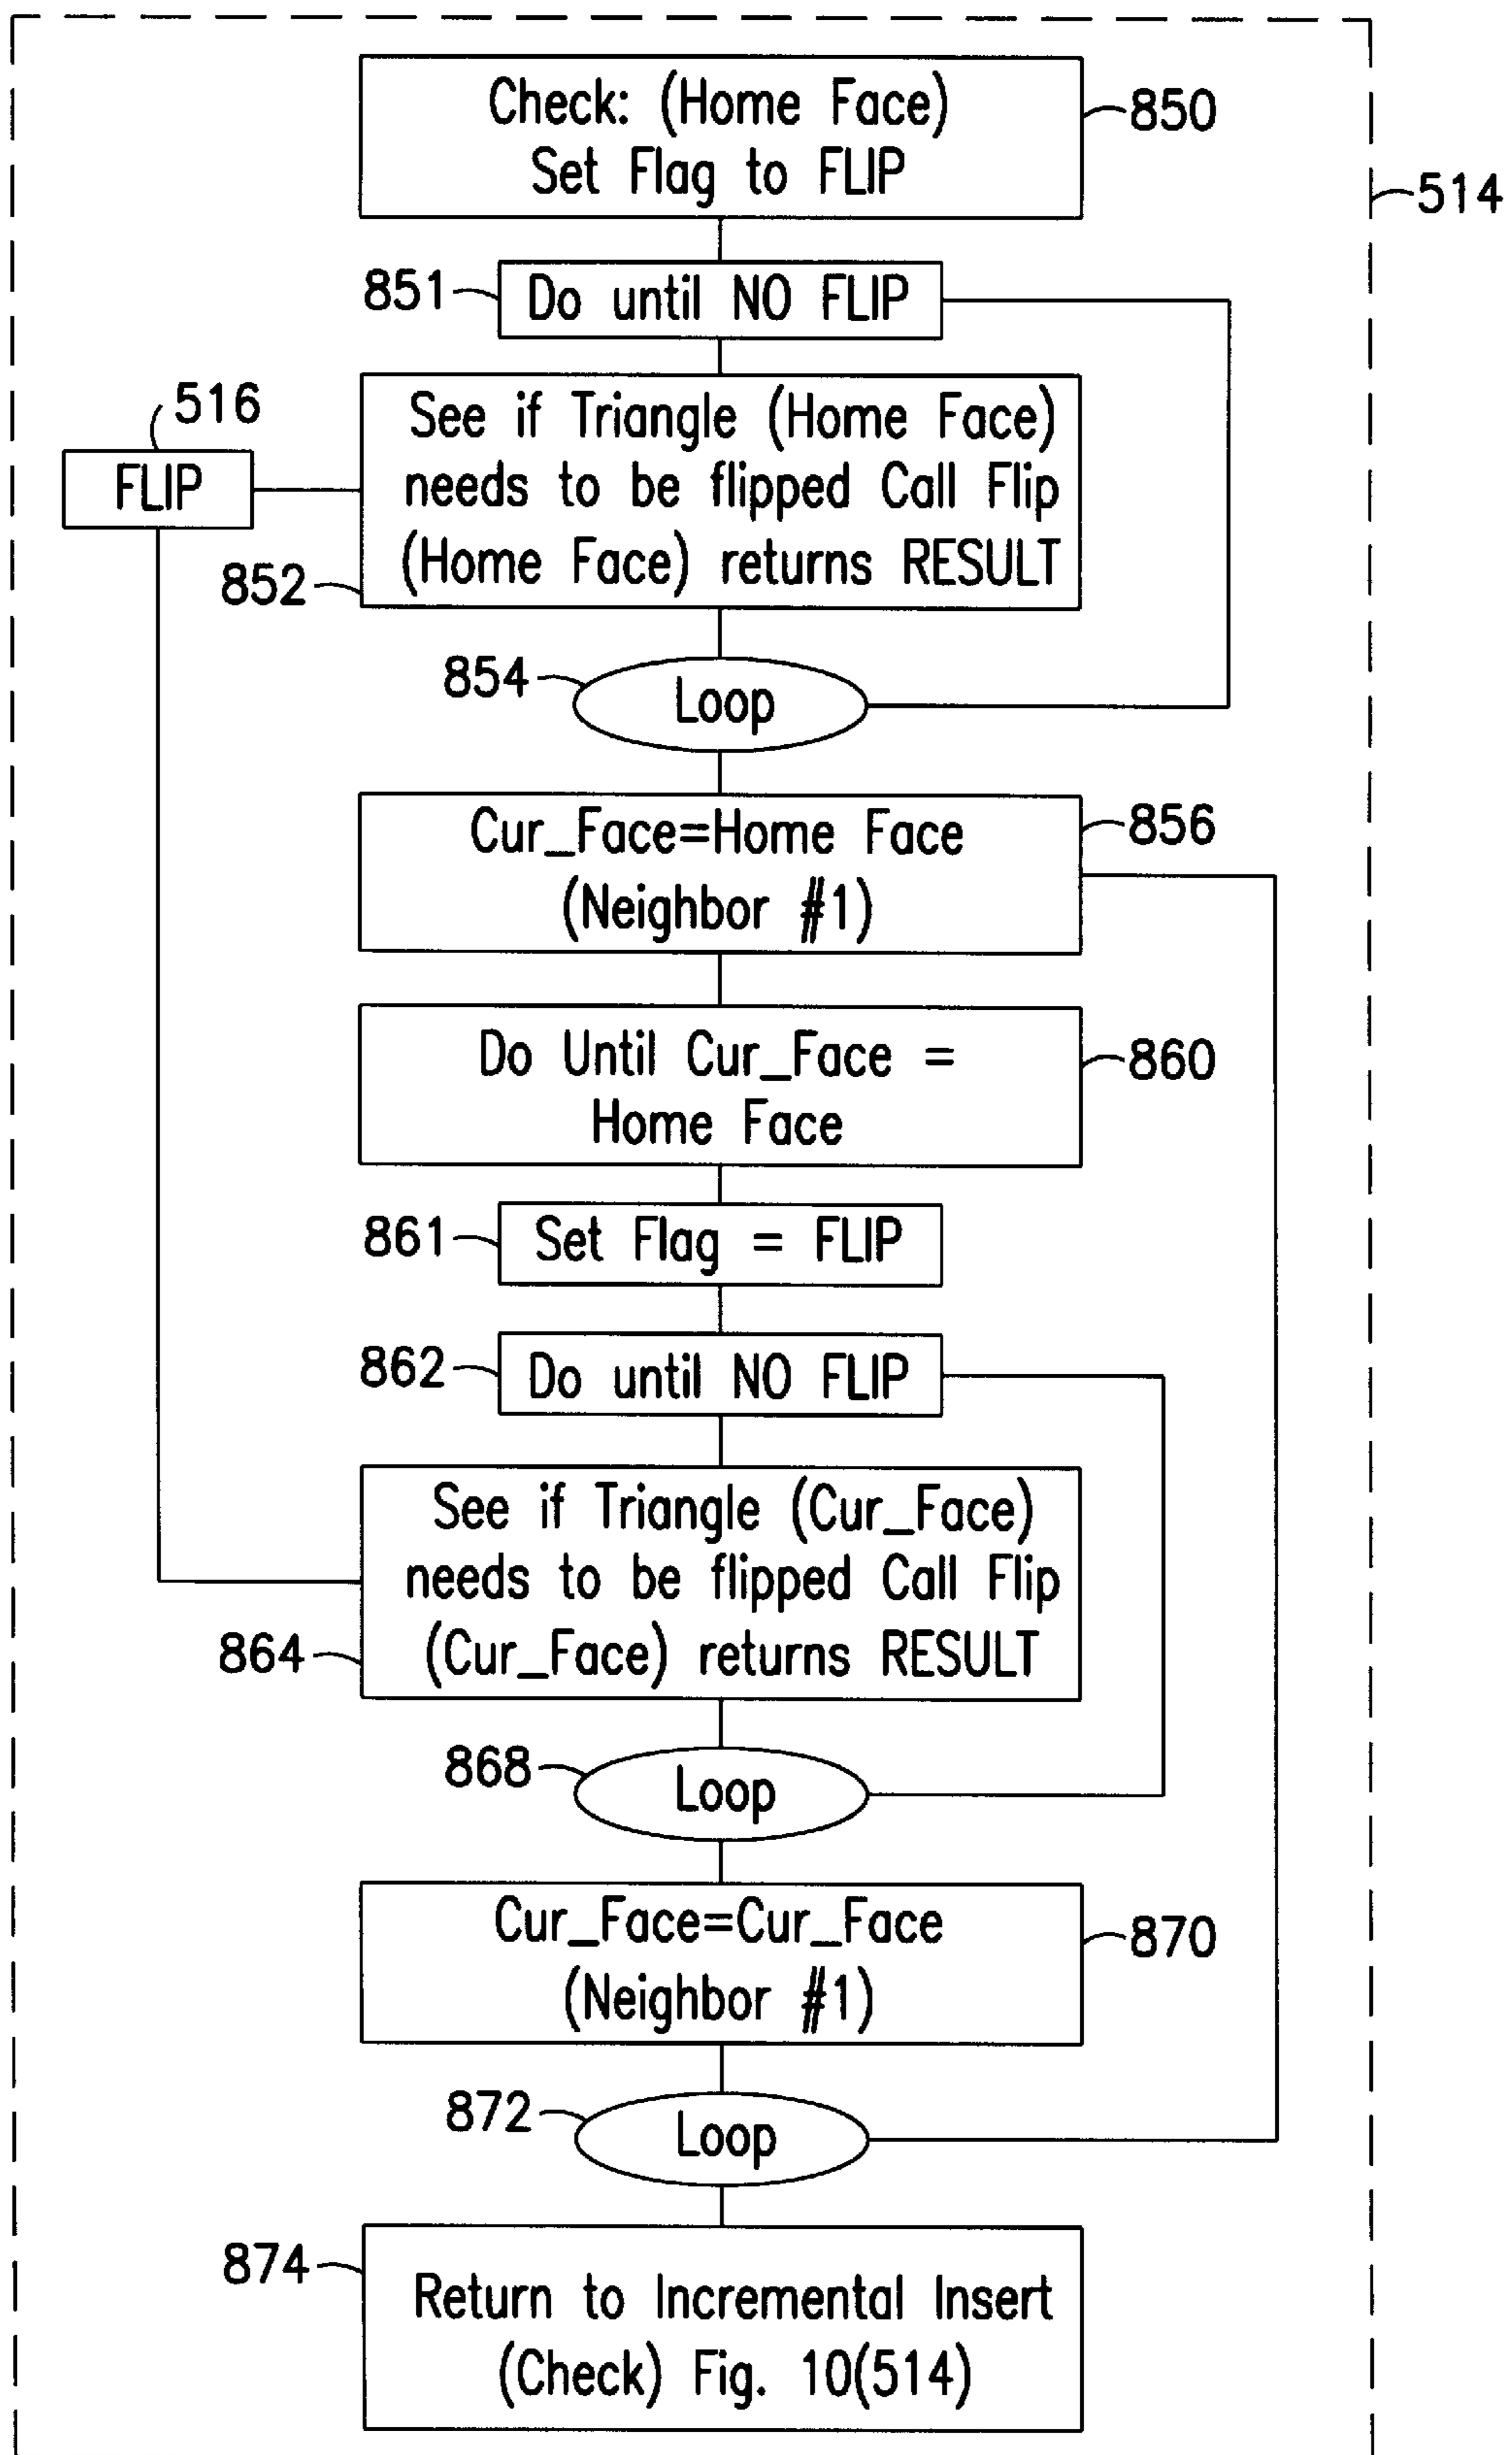 Check: (Home Face)
Set Flag to FLIP
850
514
851
Do until NO FLIP
516
FLIP
See if Triangle (Home Face)
needs to be flipped Call Flip
(Home Face) returns RESULT
852
854
Loop
Cur_Face=Home Face
(Neighbor #1)
856
Do Until Cur_Face =
Home Face
860
861
Set Flag = FLIP
862
Do until NO FLIP
See if Triangle (Cur_Face)
needs to be flipped Call Flip
(Cur_Face) returns RESULT
864
868
Loop
Cur_Face=Cur_Face
(Neighbor #1)
870
872
Loop
874
Return to Incremental Insert
(Check) Fig. 10(514)